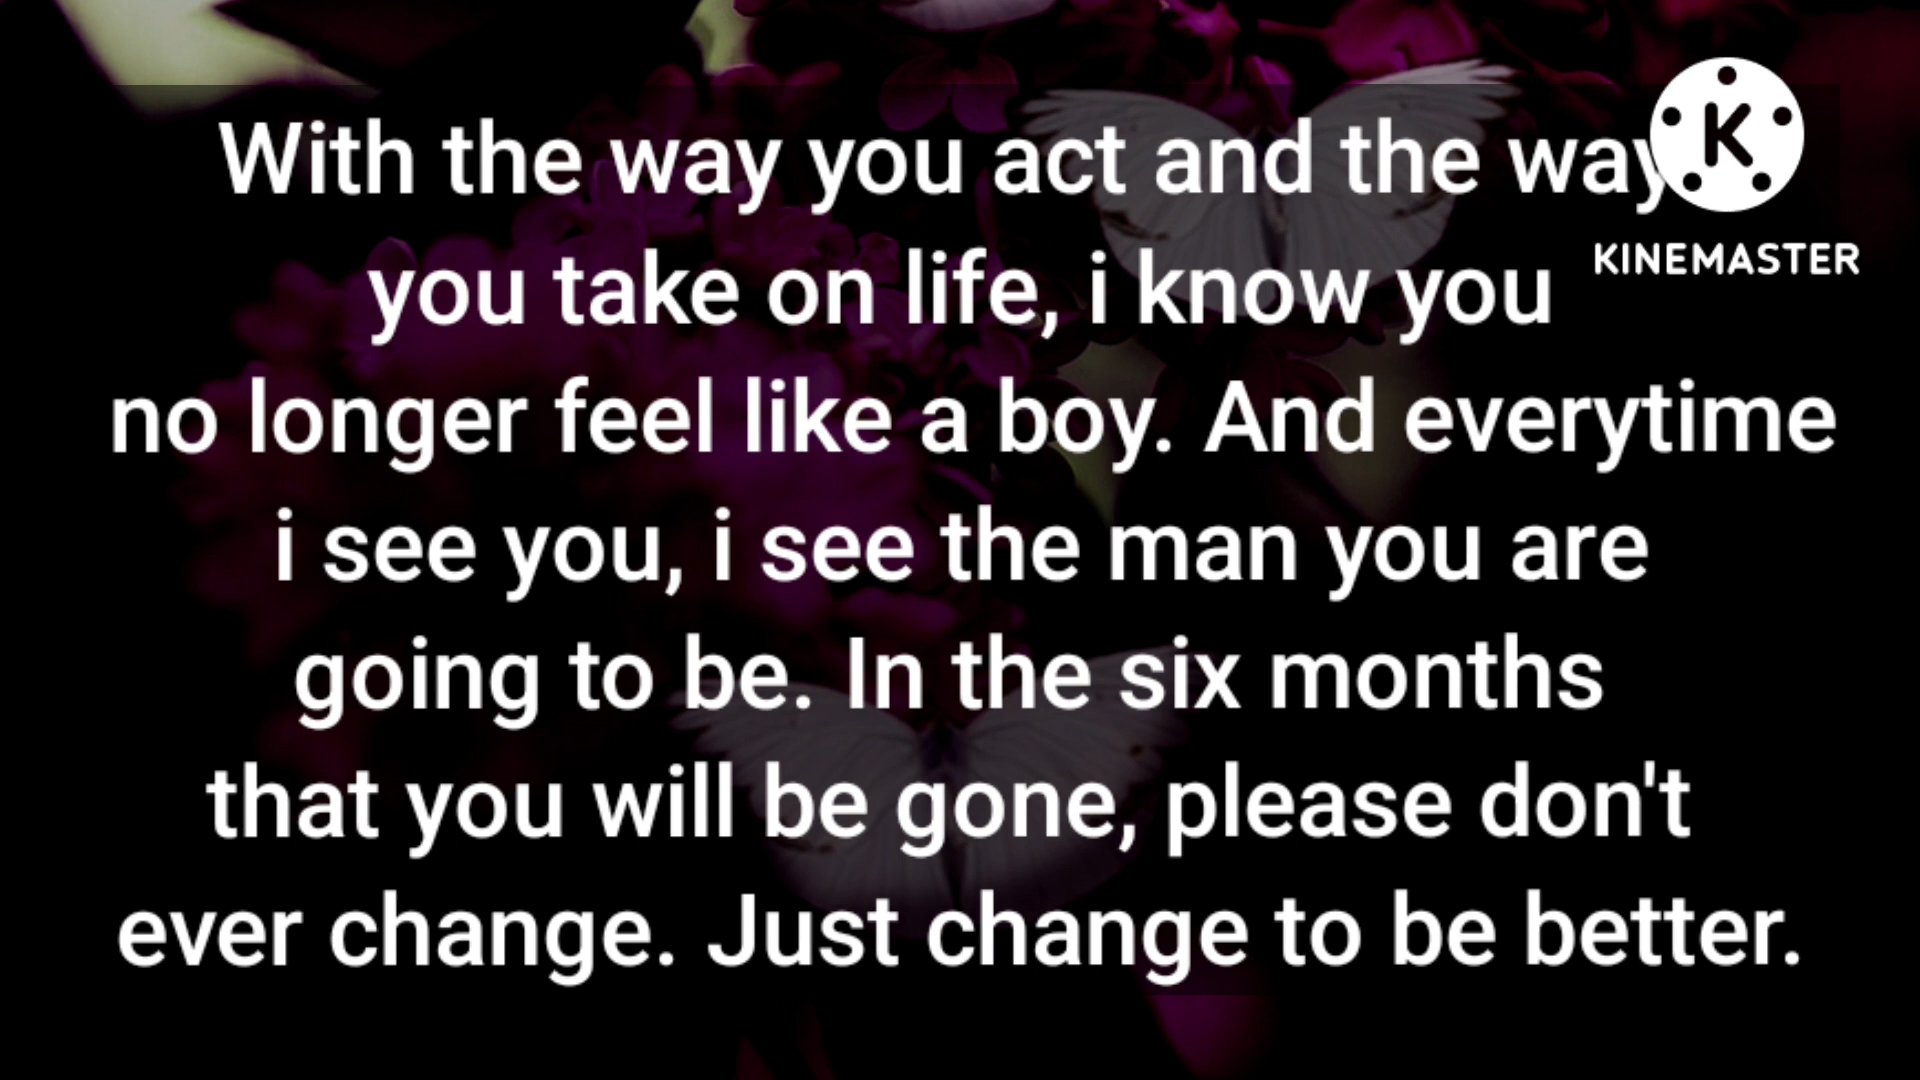 With the way you act and the way
you take on life, i know you
no longer feel like a boy. And everytime
i see you, i see the man you are
going to be. In the six months
that you will be gone, please don't
ever change. Just change to be better.
K
KINEMASTER